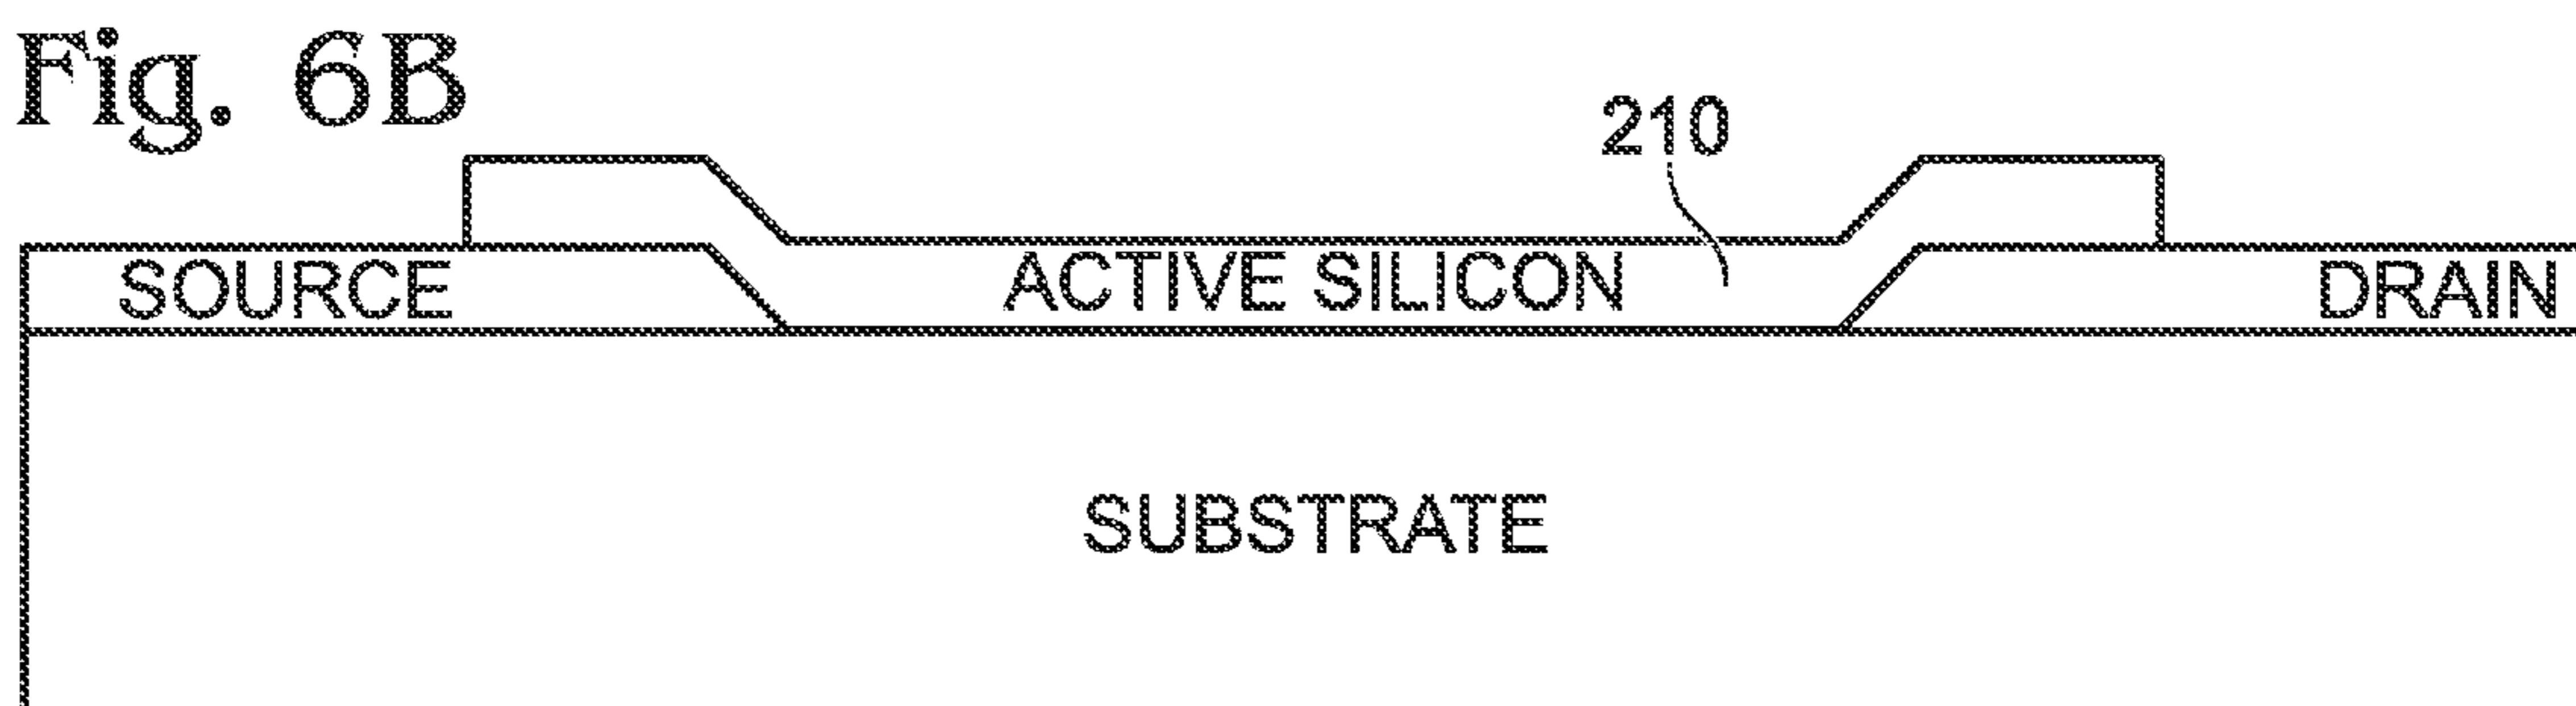 Fig. 6B
210
SOURCE
ACTIVE SILICON
DRAIN
SUBSTRATE